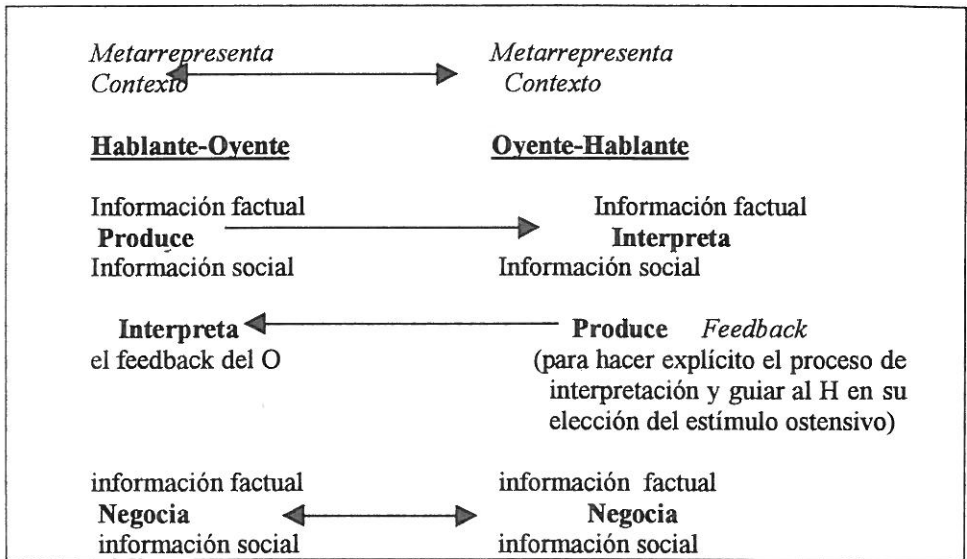 Metarrepresenta Metarrepresenta
Contexto Contexto
Hablante-Oyente Oyente-Hablante
Información factual Información factual
Produce Interpreta
Información social Información social
Interpreta Produce Feedback
el feedback del O (para hacer explícito el proceso de
interpretación y guiar al H en su
elección del estímulo ostensivo)
información factual información factual
Negocia Negocia
información social información social